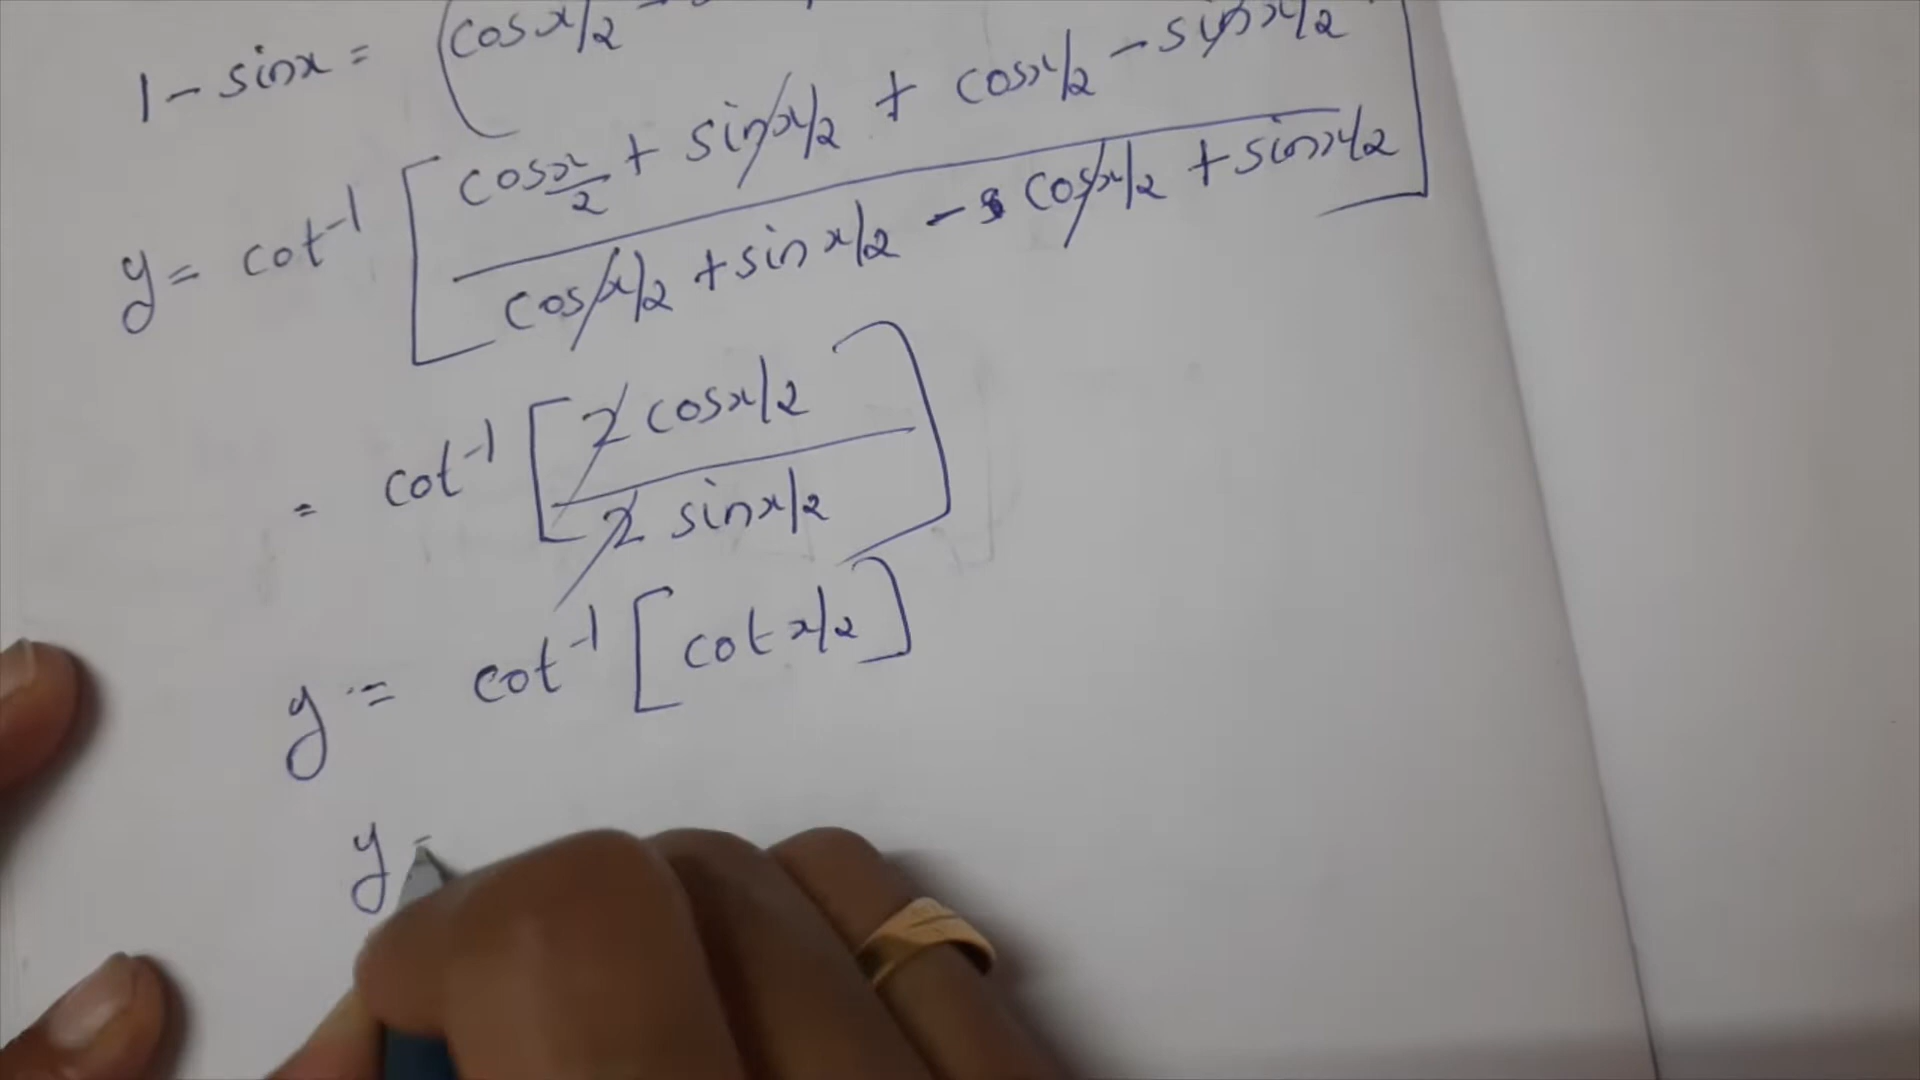 1 - sinx = (cos x/2 -
y = cot⁻¹ [ cos x/2 + sin x/2 + cos x/2 - sin x/2
cos x/2 + sin x/2 - cos x/2 + sin x/2 ]
= cot⁻¹ [ 2 cos x/2
2 sin x/2 ]
y = cot⁻¹ [ cot x/2 ]
y =